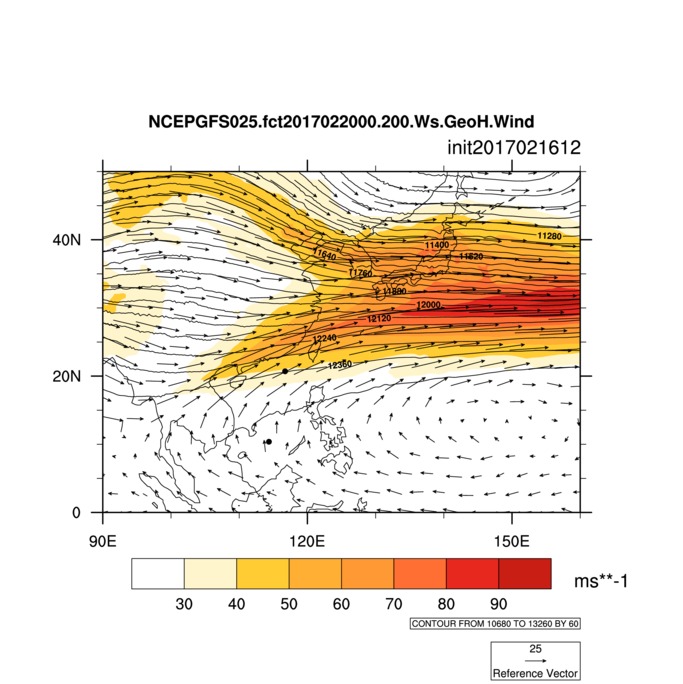 NCEPGFS025.fct2017022000.200.Ws.GeoH.Wind
init2017021612
40N
20N
0
11280
11400
11520
11640
11760
11880
12000
12120
12240
12360
90E 120E 150E
30 40 50 60 70 80 90
ms**-1
CONTOUR FROM 10680 TO 13260 BY 60
25
Reference Vector